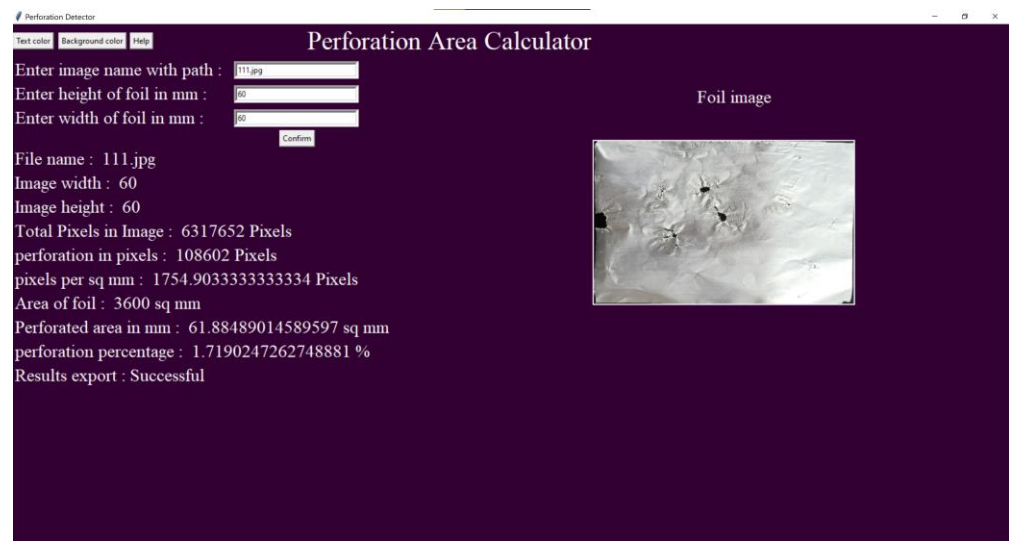 Perforation Detector
Text color Background color Help
Perforation Area Calculator
Enter image name with path : 111.jpg
Enter height of foil in mm : 60
Enter width of foil in mm : 60
Confirm
File name : 111.jpg
Image width : 60
Image height : 60
Total Pixels in Image : 6317652 Pixels
perforation in pixels : 108602 Pixels
pixels per sq mm : 1754.9033333333334 Pixels
Area of foil : 3600 sq mm
Perforated area in mm : 61.88489014589597 sq mm
perforation percentage : 1.7190247262748881 %
Results export : Successful
Foil image